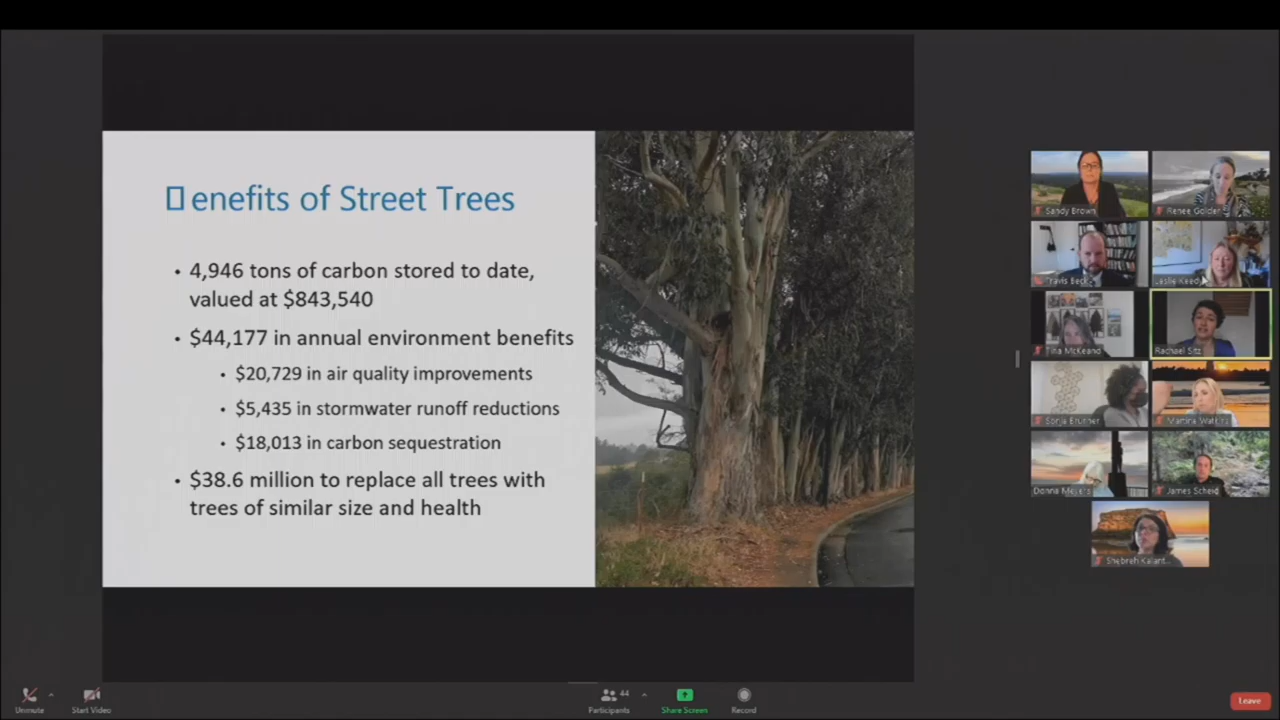 ▯enefits of Street Trees
• 4,946 tons of carbon stored to date,
valued at $843,540
• $44,177 in annual environment benefits
• $20,729 in air quality improvements
• $5,435 in stormwater runoff reductions
• $18,013 in carbon sequestration
• $38.6 million to replace all trees with
trees of similar size and health
Sandy Brown
Renee Golder
Travis Beck
Leslie Keedy
Tina McKeand
Rachael Sitz
Sonja Brunner
Martine Watkins
Donna Meyers
James Scheid
Shebreh Kalant...
Unmute
Start Video
44
Participants
Share Screen
Record
Leave